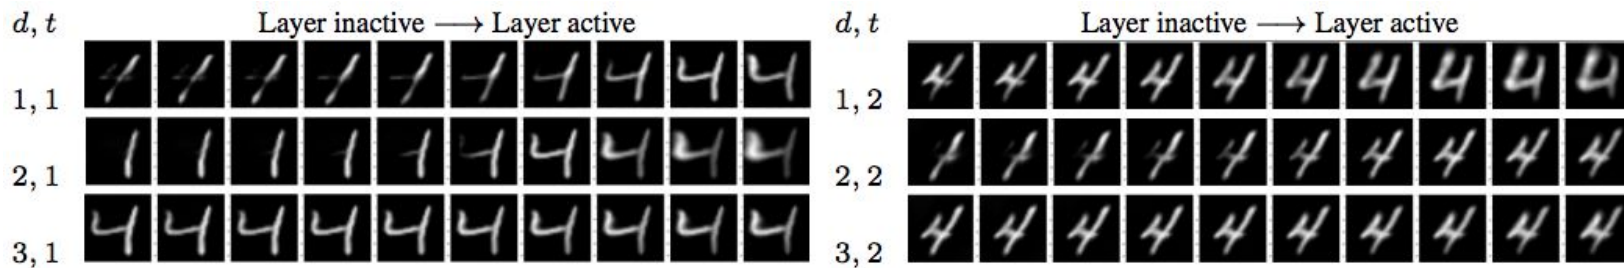 d, t Layer inactive ⟶ Layer active d, t Layer inactive ⟶ Layer active
1, 1 1, 2
2, 1 2, 2
3, 1 3, 2